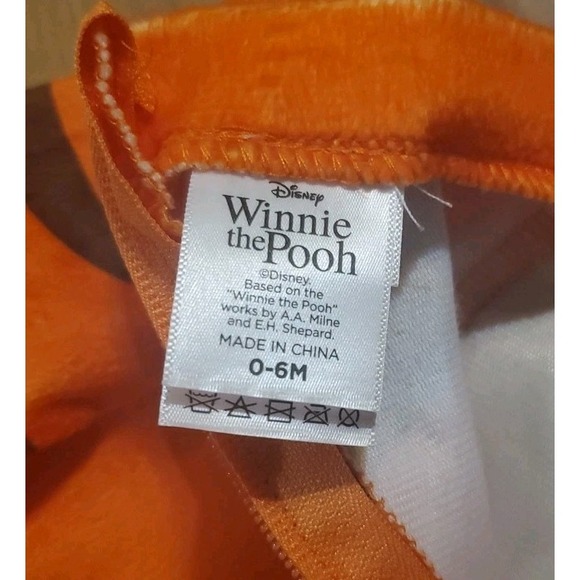 Disney
Winnie
the Pooh
©Disney.
Based on the
"Winnie the Pooh"
works by A.A. Milne
and E.H. Shepard.
MADE IN CHINA
0-6M